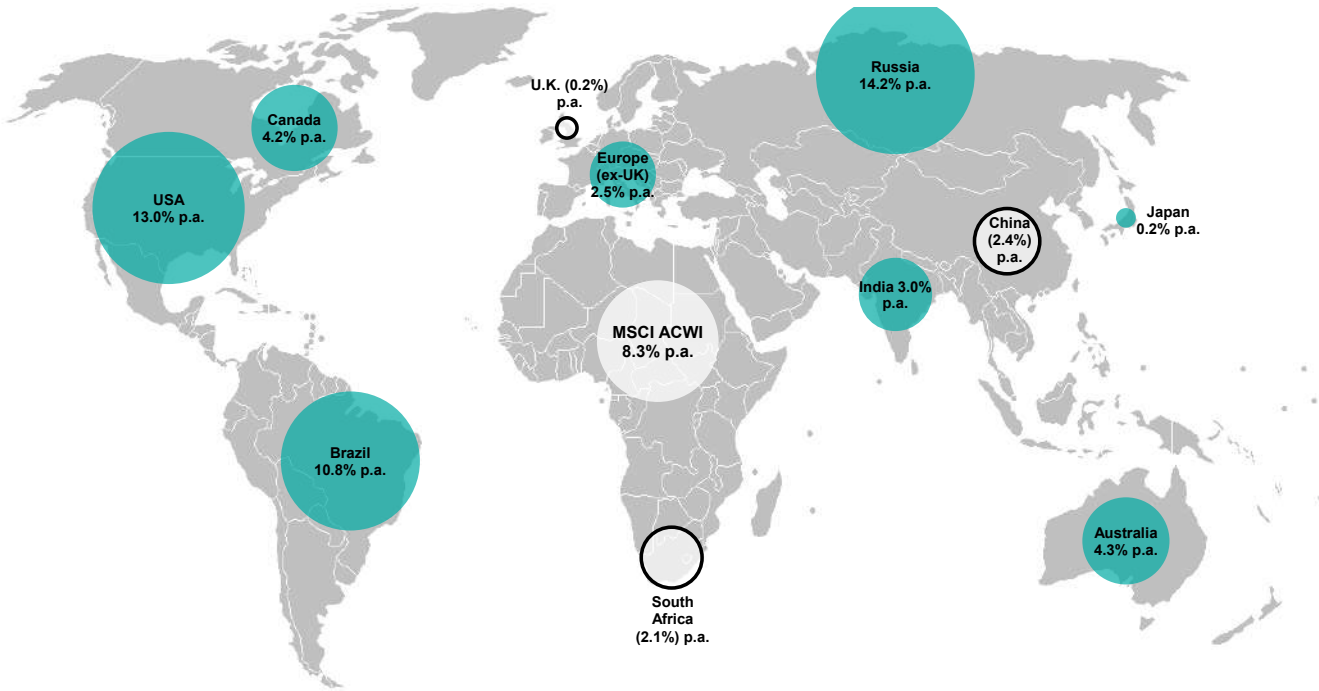 Russia
14.2% p.a.
U.K. (0.2%)
p.a.
Canada
4.2% p.a.
Europe
(ex-UK)
2.5% p.a.
USA
13.0% p.a.
Japan
0.2% p.a.
China
(2.4%)
p.a.
India 3.0%
p.a.
MSCI ACWI
8.3% p.a.
Brazil
10.8% p.a.
Australia
4.3% p.a.
South
Africa
(2.1%) p.a.